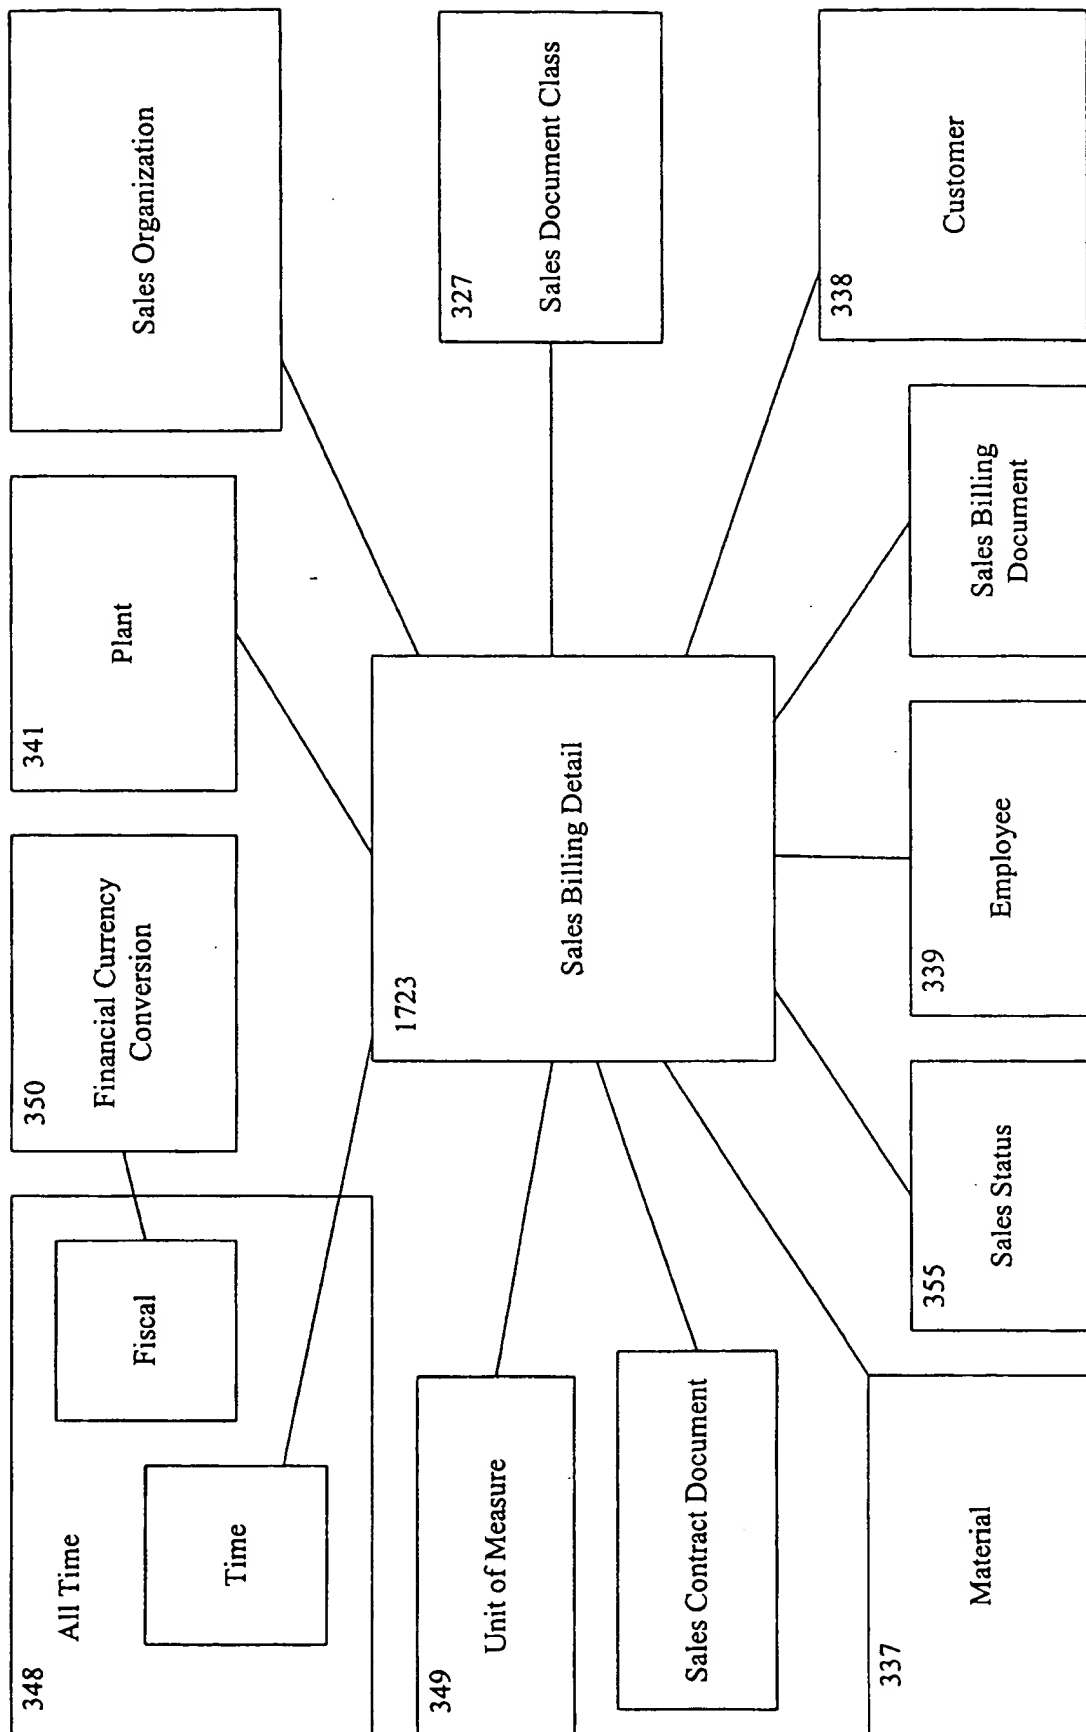 348
All Time
Time
Fiscal
350
Financial Currency
Conversion
341
Plant
Sales Organization
349
Unit of Measure
Sales Contract Document
1723
Sales Billing Detail
327
Sales Document Class
337
Material
355
Sales Status
339
Employee
Sales Billing
Document
338
Customer